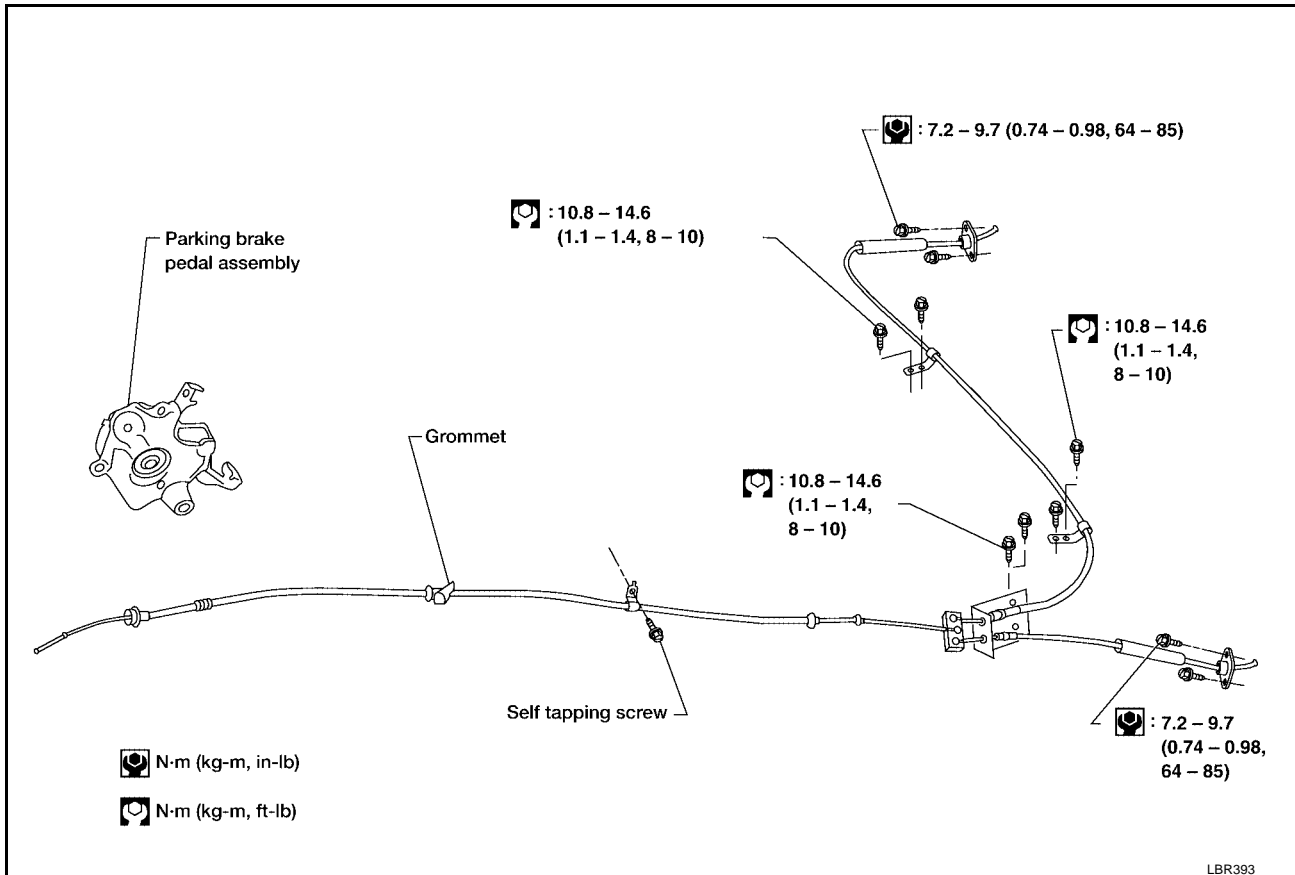 : 7.2 – 9.7 (0.74 – 0.98, 64 – 85)
: 10.8 – 14.6
(1.1 – 1.4, 8 – 10)
Parking brake
pedal assembly
: 10.8 – 14.6
(1.1 – 1.4,
8 – 10)
Grommet
: 10.8 – 14.6
(1.1 – 1.4,
8 – 10)
Self tapping screw
: 7.2 – 9.7
(0.74 – 0.98,
64 – 85)
N·m (kg-m, in-lb)
N·m (kg-m, ft-lb)
LBR393